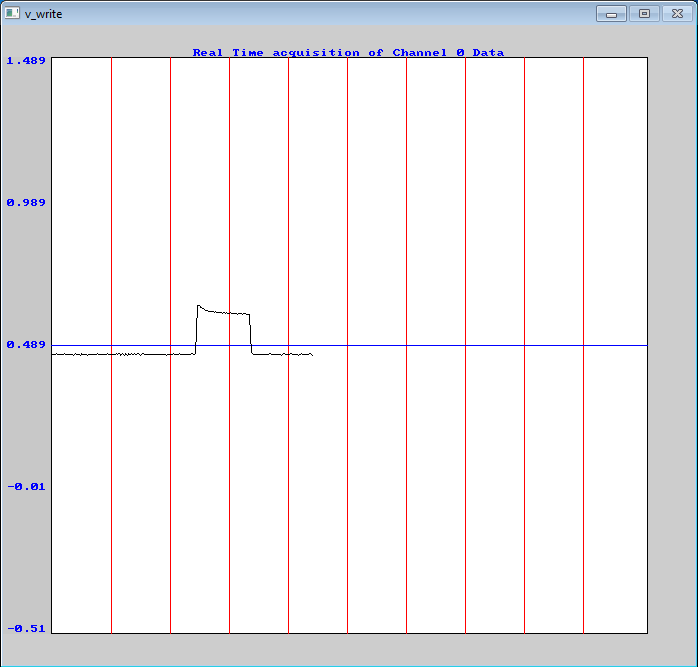 v_write
Real Time acquisition of Channel 0 Data
1.489
0.989
0.489
-0.01
-0.51